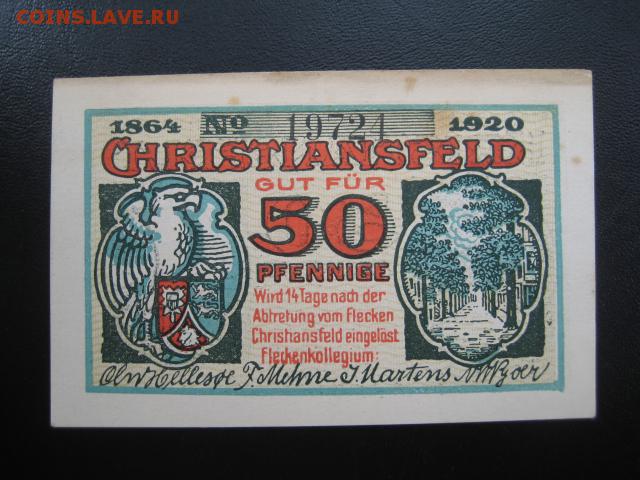 COINS.LAVE.RU
1864 No 19724 1920
CHRISTIANSFELD
GUT FÜR
50
PFENNIGE
Wird 14 Tage nach der
Abtretung vom Flecken
Christiansfeld eingelöst
Fleckenkollegium:
J. Martens